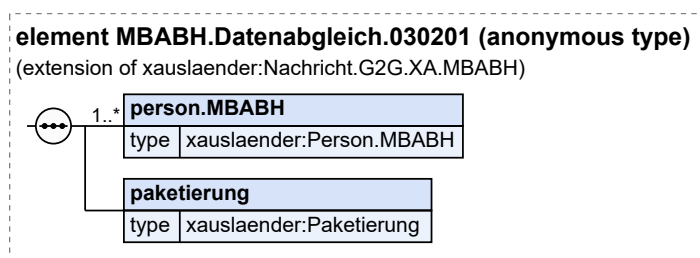 element MBABH.Datenabgleich.030201 (anonymous type)
(extension of xauslaender:Nachricht.G2G.XA.MBABH)
1..* person.MBABH
type xauslaender:Person.MBABH
paketierung
type xauslaender:Paketierung